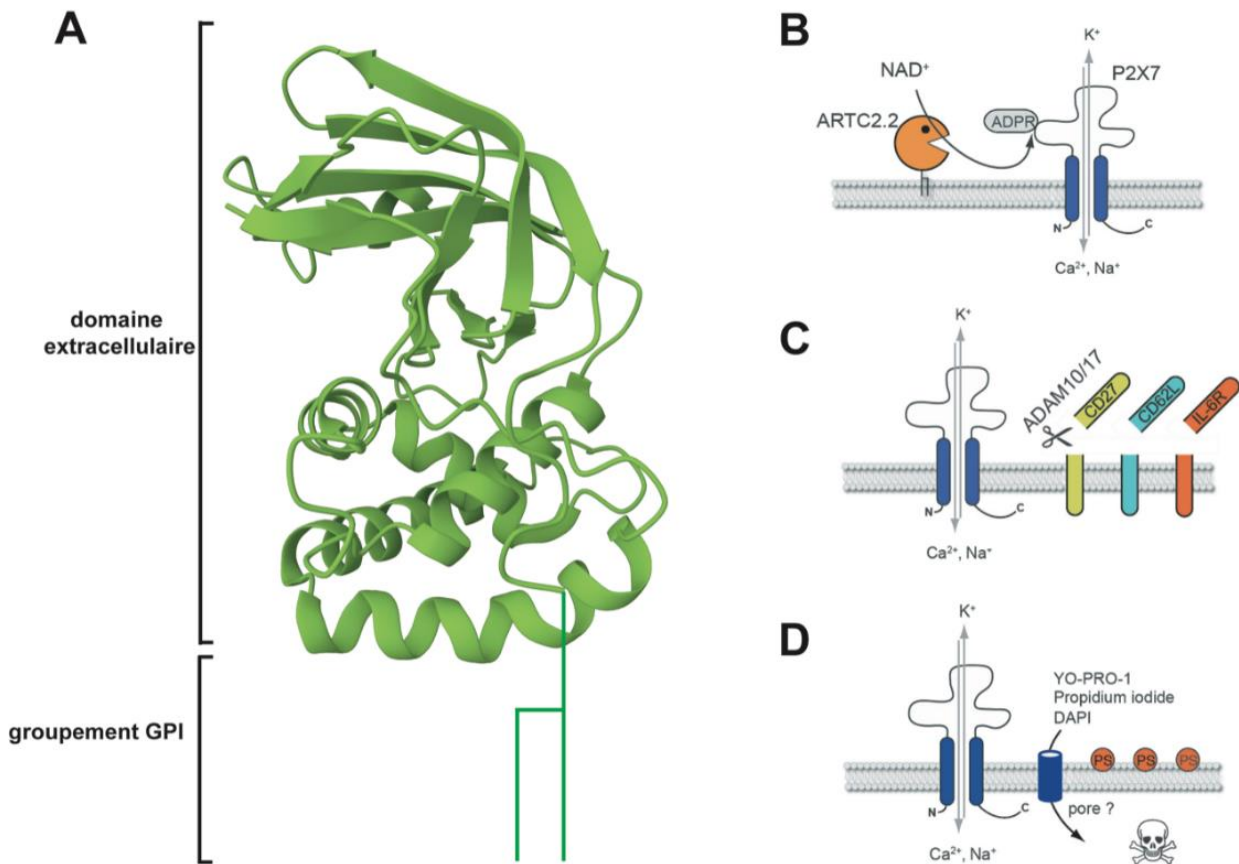 A
domaine
extracellulaire
groupement GPI
B
K⁺
NAD⁺
P2X7
ARTC2.2
ADPR
N
C
Ca²⁺, Na⁺
C
K⁺
ADAM10/17
CD27
CD62L
IL-6R
N
C
Ca²⁺, Na⁺
D
K⁺
YO-PRO-1
Propidium iodide
DAPI
PS
PS
PS
N
C
pore ?
Ca²⁺, Na⁺